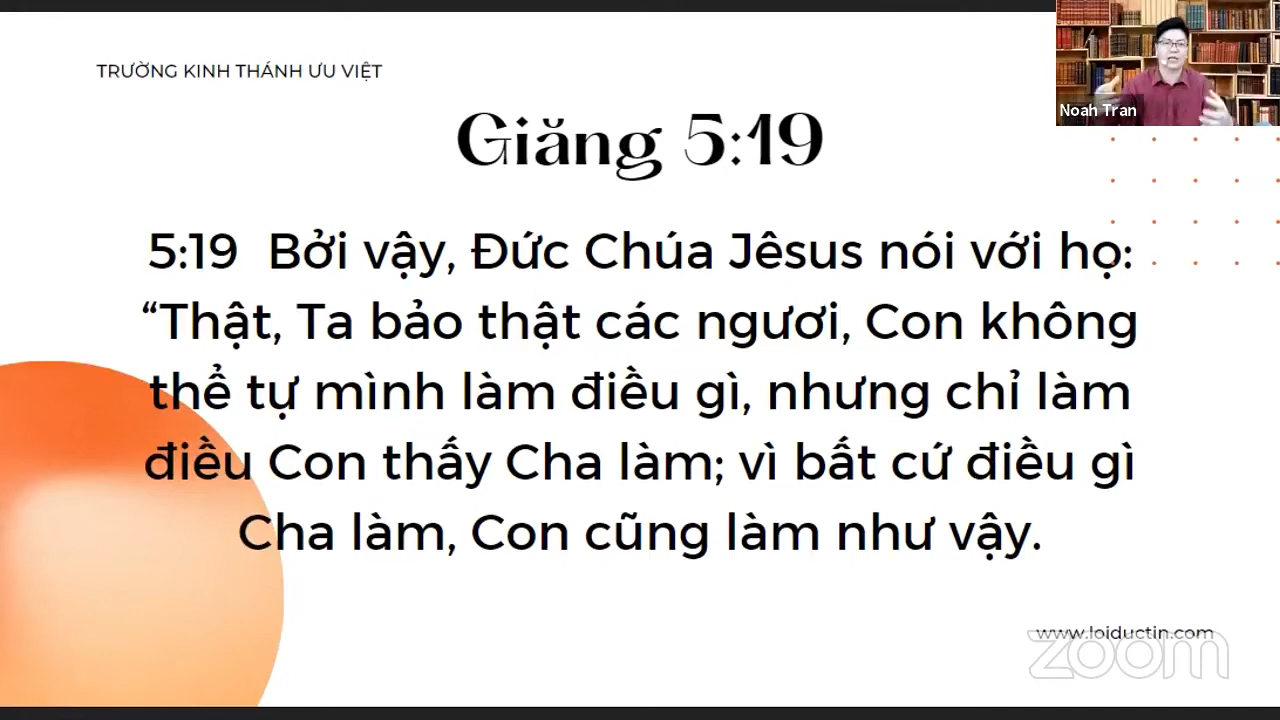 TRƯỜNG KINH THÁNH ƯU VIỆT
Noah Tran
Giăng 5:19
5:19 Bởi vậy, Đức Chúa Jêsus nói với họ:
“Thật, Ta bảo thật các ngươi, Con không
thể tự mình làm điều gì, nhưng chỉ làm
điều Con thấy Cha làm; vì bất cứ điều gì
Cha làm, Con cũng làm như vậy.
www.loiductin.com
zoom